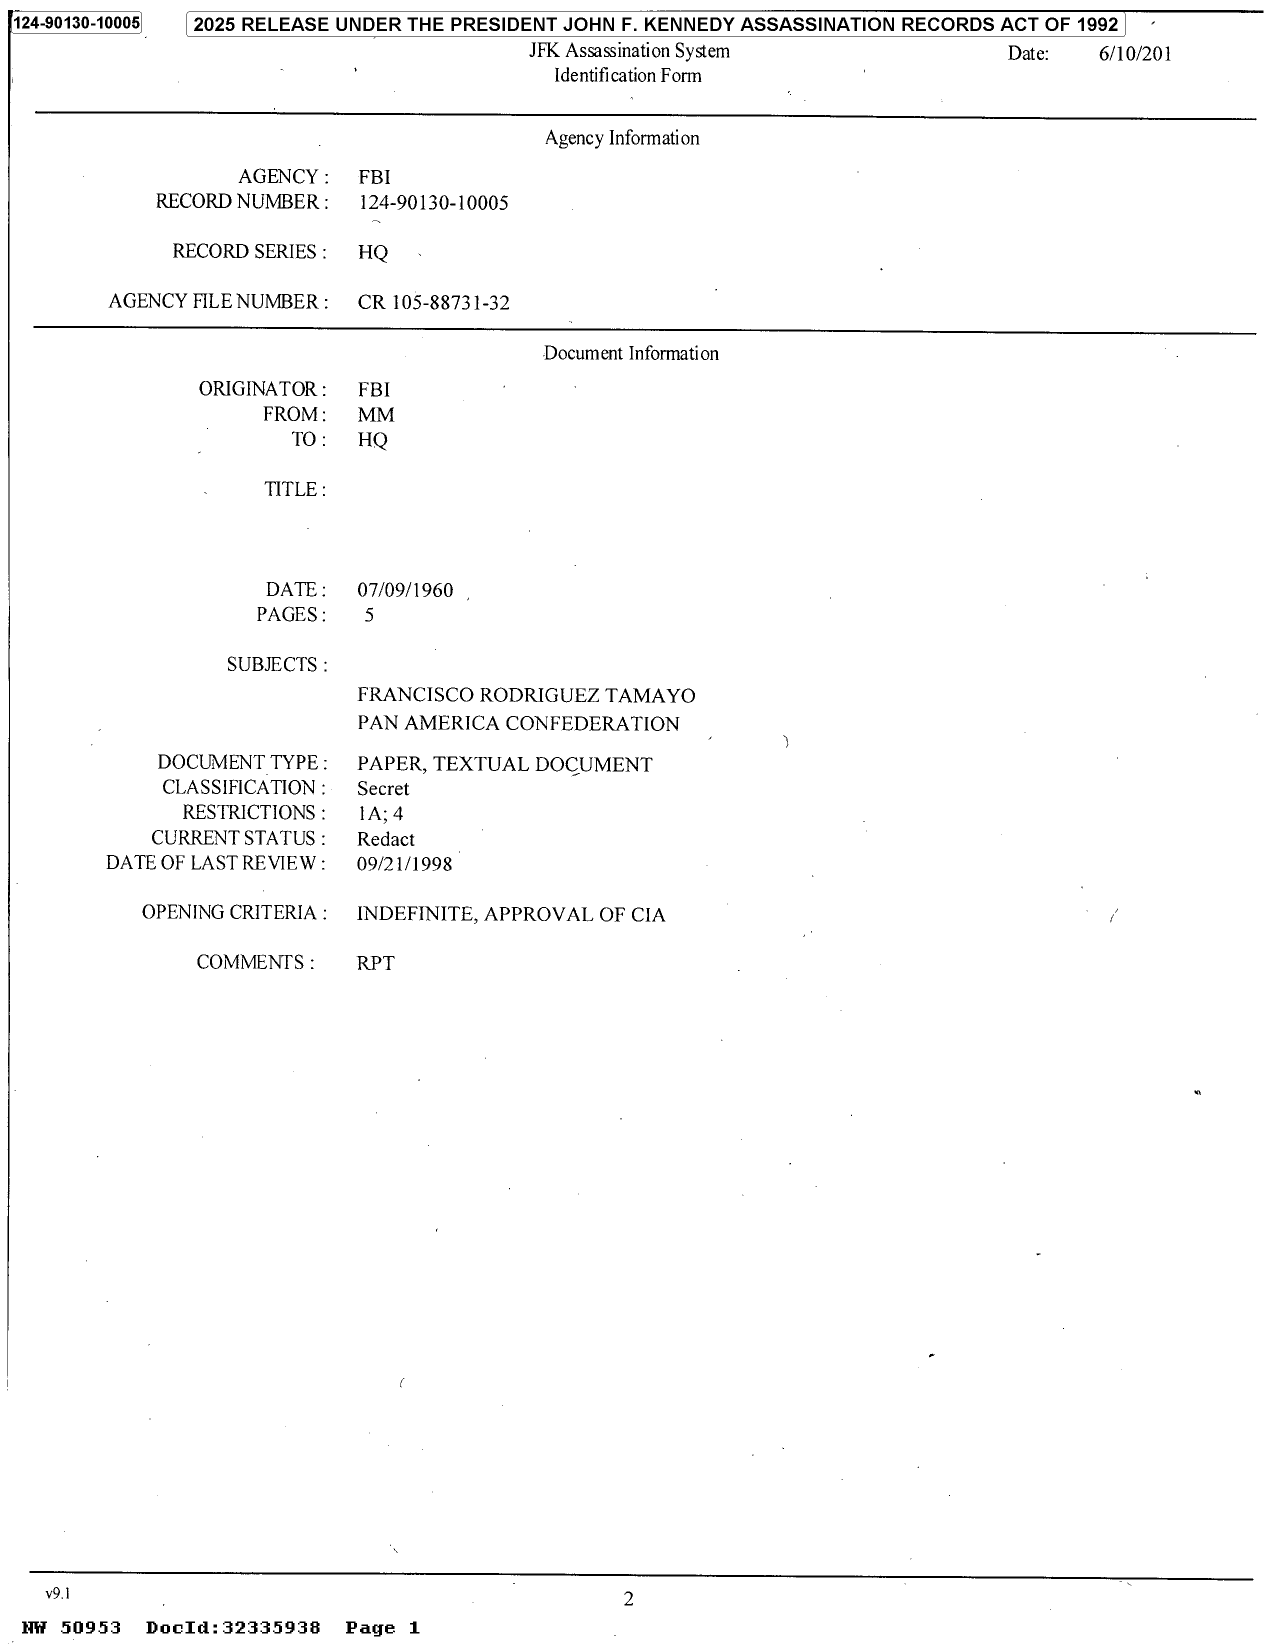 124-90130-10005 2025 RELEASE UNDER THE PRESIDENT JOHN F. KENNEDY ASSASSINATION RECORDS ACT OF 1992
JFK Assassination System Date: 6/10/201
Identification Form
Agency Information
AGENCY : FBI
RECORD NUMBER : 124-90130-10005
RECORD SERIES : HQ
AGENCY FILE NUMBER : CR 105-88731-32
Document Information
ORIGINATOR : FBI
FROM : MM
TO : HQ
TITLE :
DATE : 07/09/1960
PAGES : 5
SUBJECTS :
FRANCISCO RODRIGUEZ TAMAYO
PAN AMERICA CONFEDERATION
DOCUMENT TYPE : PAPER, TEXTUAL DOCUMENT
CLASSIFICATION : Secret
RESTRICTIONS : 1A; 4
CURRENT STATUS : Redact
DATE OF LAST REVIEW : 09/21/1998
OPENING CRITERIA : INDEFINITE, APPROVAL OF CIA
COMMENTS : RPT
v9.1 2
NW 50953 DocId:32335938 Page 1